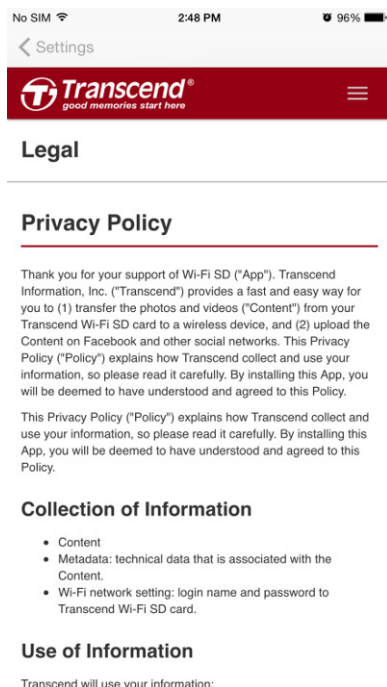 No SIM 2:48 PM 96%
Settings
Transcend®
good memories start here
Legal
Privacy Policy
Thank you for your support of Wi-Fi SD ("App"). Transcend
Information, Inc. ("Transcend") provides a fast and easy way for
you to (1) transfer the photos and videos ("Content") from your
Transcend Wi-Fi SD card to a wireless device, and (2) upload the
Content on Facebook and other social networks. This Privacy
Policy ("Policy") explains how Transcend collect and use your
information, so please read it carefully. By installing this App, you
will be deemed to have understood and agreed to this Policy.
This Privacy Policy ("Policy") explains how Transcend collect and
use your information, so please read it carefully. By installing this
App, you will be deemed to have understood and agreed to this
Policy.
Collection of Information
• Content
• Metadata: technical data that is associated with the
Content.
• Wi-Fi network setting: login name and password to
Transcend Wi-Fi SD card.
Use of Information
Transcend will use your information: